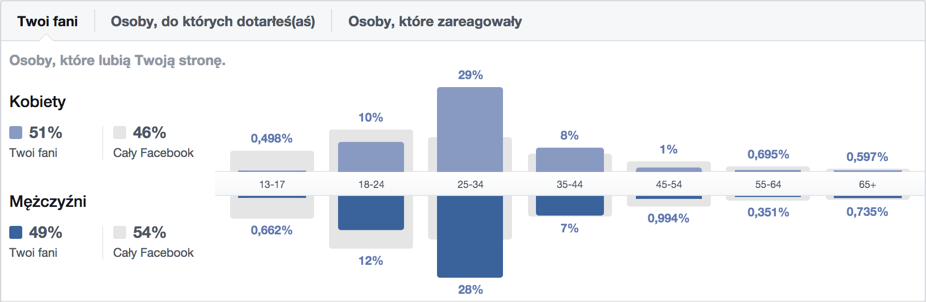 Twoi fani
Osoby, do których dotarłeś(aś)
Osoby, które zareagowały
Osoby, które lubią Twoją stronę.
Kobiety
51%
Twoi fani
46%
Cały Facebook
0,498%
10%
29%
8%
1%
0,695%
0,597%
13-17
18-24
25-34
35-44
45-54
55-64
65+
Mężczyźni
49%
Twoi fani
54%
Cały Facebook
0,662%
12%
28%
7%
0,994%
0,351%
0,735%